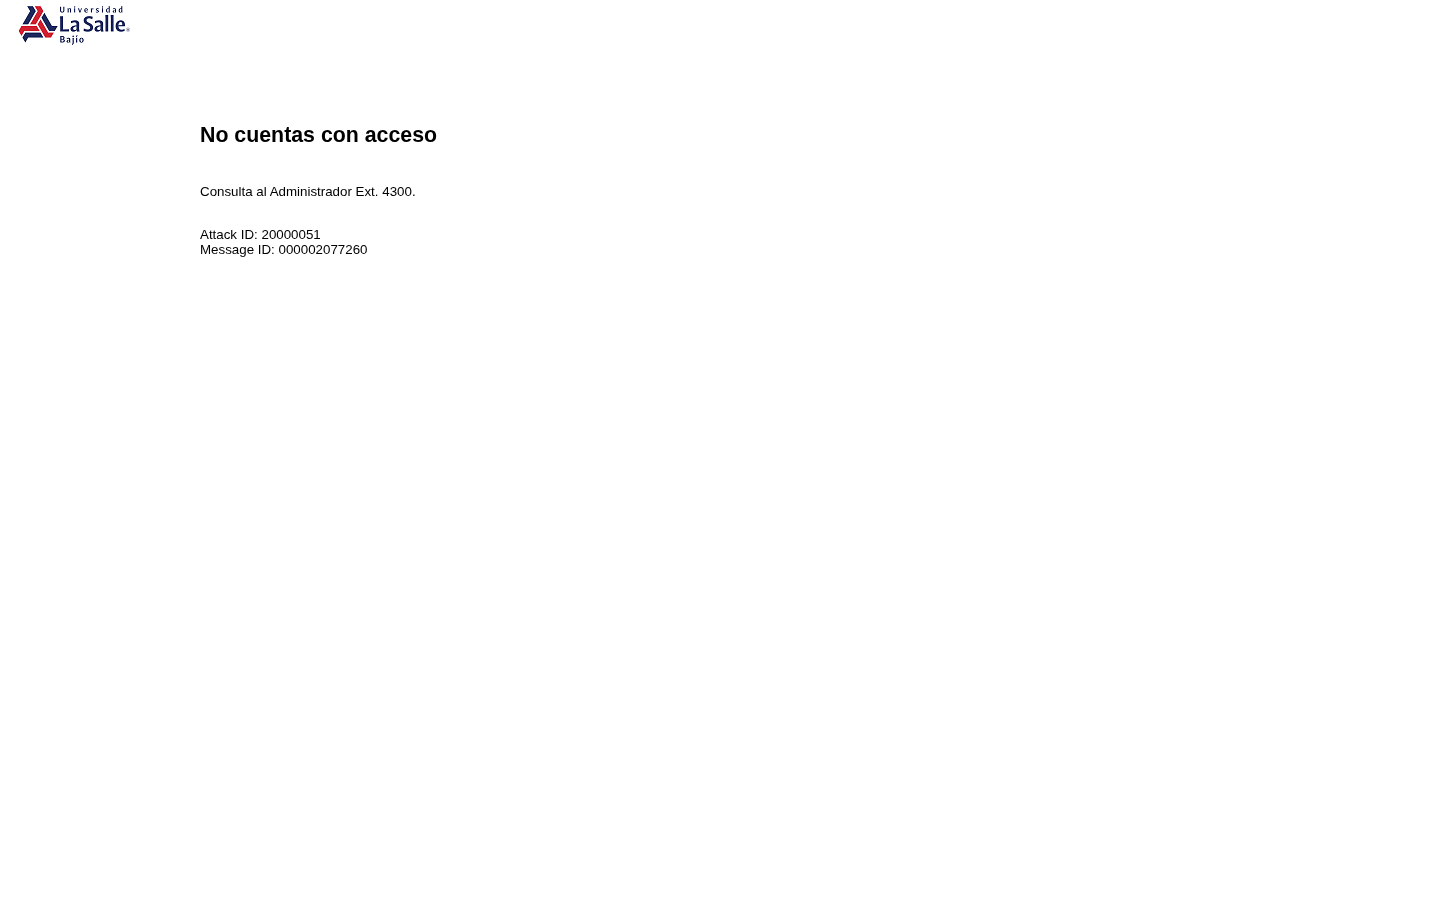 Universidad
La Salle®
Bajío
No cuentas con acceso
Consulta al Administrador Ext. 4300.
Attack ID: 20000051
Message ID: 000002077260